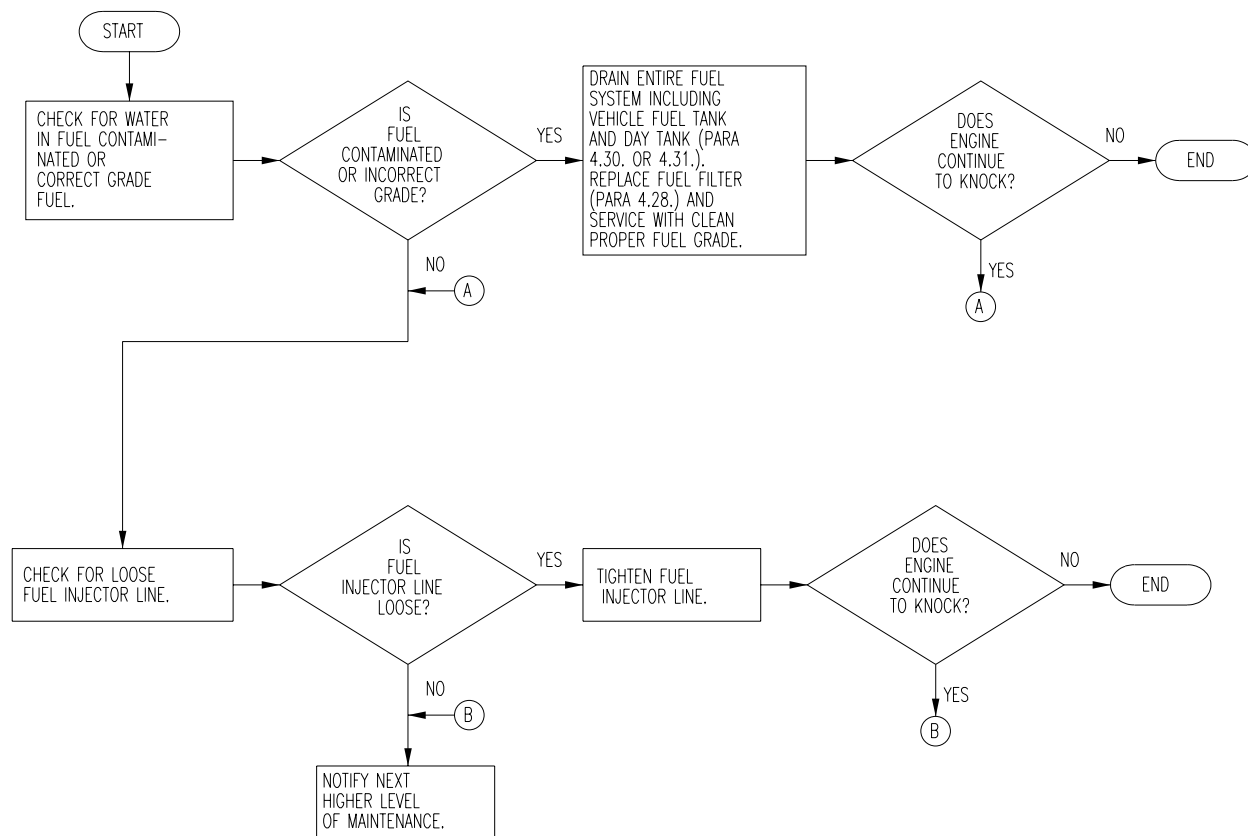 START
CHECK FOR WATER
IN FUEL CONTAMI-
NATED OR
CORRECT GRADE
FUEL.
IS
FUEL
CONTAMINATED
OR INCORRECT
GRADE?
YES
DRAIN ENTIRE FUEL
SYSTEM INCLUDING
VEHICLE FUEL TANK
AND DAY TANK (PARA
4.30. OR 4.31.).
REPLACE FUEL FILTER
(PARA 4.28.) AND
SERVICE WITH CLEAN
PROPER FUEL GRADE.
DOES
ENGINE
CONTINUE
TO KNOCK?
NO
END
NO
A
YES
A
CHECK FOR LOOSE
FUEL INJECTOR LINE.
IS
FUEL
INJECTOR LINE
LOOSE?
YES
TIGHTEN FUEL
INJECTOR LINE.
DOES
ENGINE
CONTINUE
TO KNOCK?
NO
END
NO
B
YES
B
NOTIFY NEXT
HIGHER LEVEL
OF MAINTENANCE.